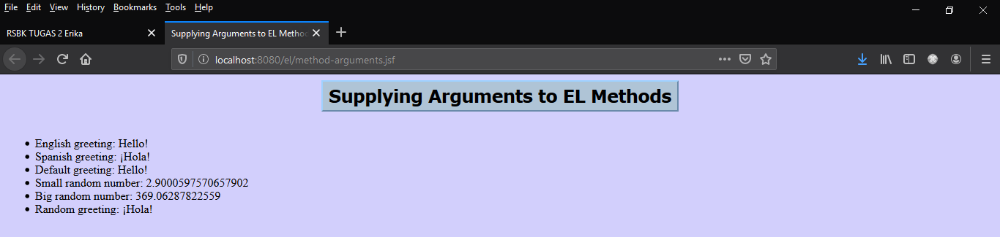 File Edit View History Bookmarks Tools Help
RSBK TUGAS 2 Erika
Supplying Arguments to EL Metho
localhost:8080/el/method-arguments.jsf
Supplying Arguments to EL Methods
English greeting: Hello!
Spanish greeting: ¡Hola!
Default greeting: Hello!
Small random number: 2.9000597570657902
Big random number: 369.06287822559
Random greeting: ¡Hola!